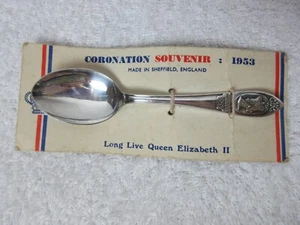 CORONATION SOUVENIR : 1953
MADE IN SHEFFIELD, ENGLAND
Long Live Queen Elizabeth II